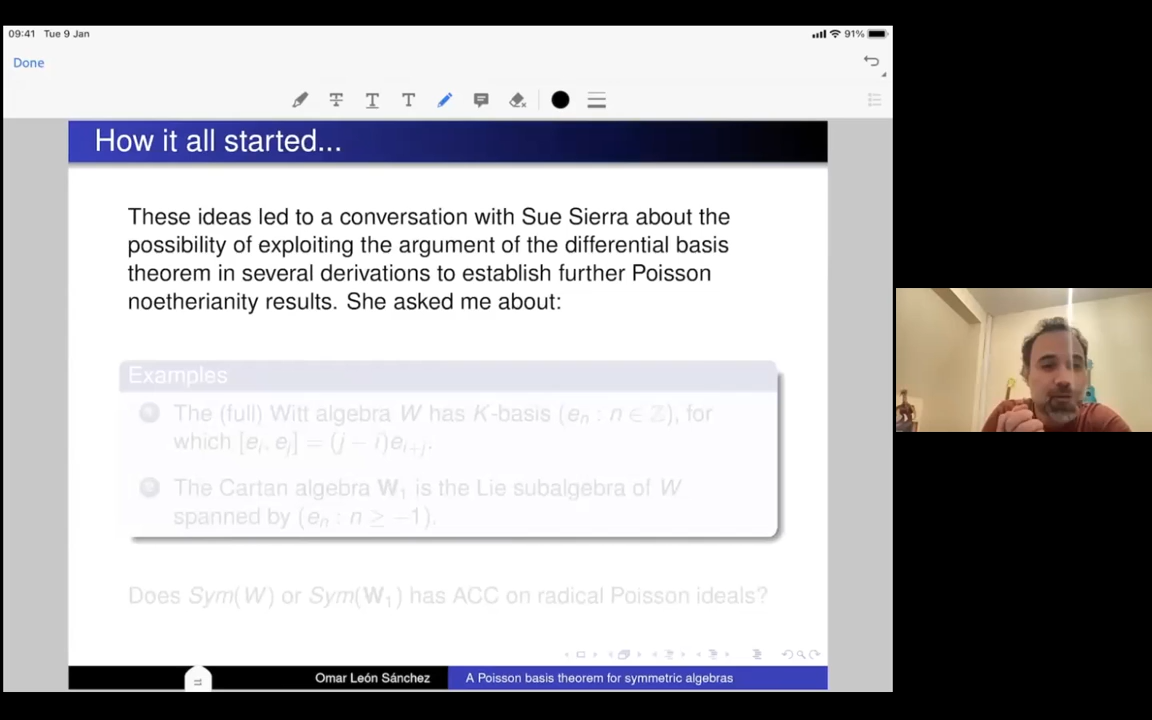 09:41 Tue 9 Jan
91%
Done
How it all started...
These ideas led to a conversation with Sue Sierra about the
possibility of exploiting the argument of the differential basis
theorem in several derivations to establish further Poisson
noetherianity results. She asked me about:
Examples
1 The (full) Witt algebra W has K-basis (eₙ : n ∈ ℤ), for
which [eᵢ, eⱼ] = (j − i)eᵢ₊ⱼ.
2 The Cartan algebra W₁ is the Lie subalgebra of W
spanned by (eₙ : n ≥ −1).
Does Sym(W) or Sym(W₁) has ACC on radical Poisson ideals?
Omar León Sánchez A Poisson basis theorem for symmetric algebras